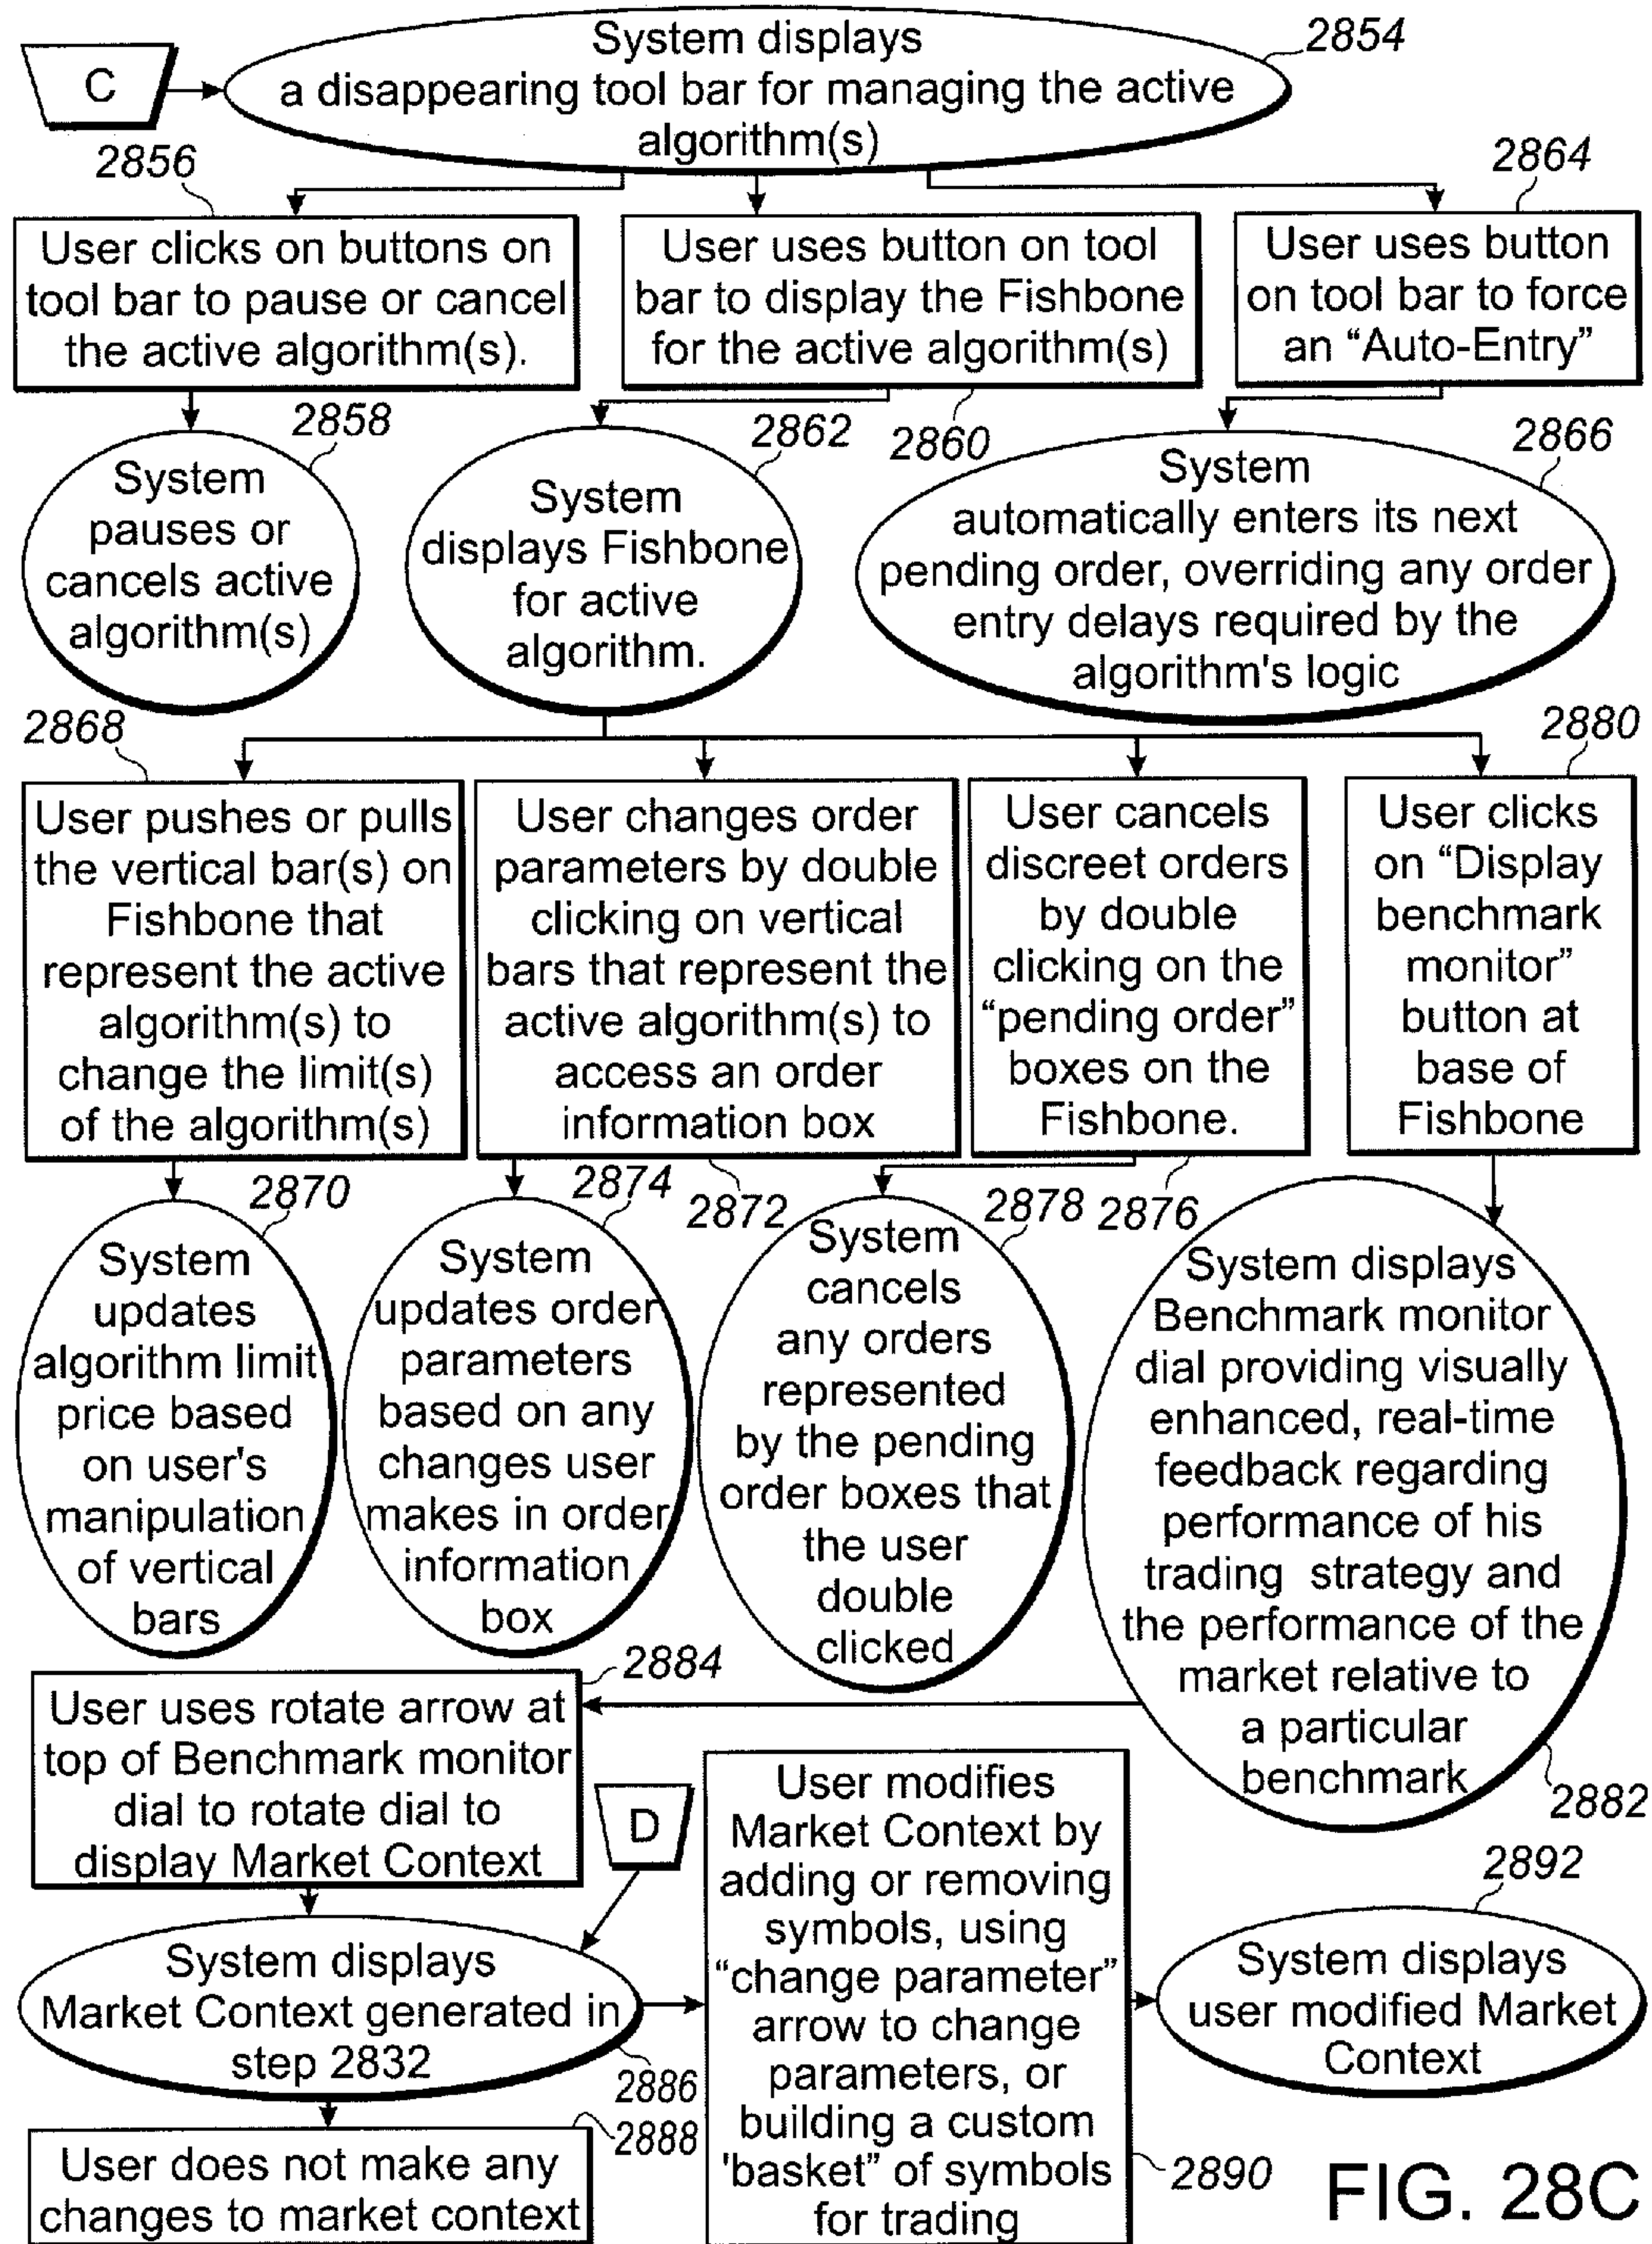 C
System displays
a disappearing tool bar for managing the active
algorithm(s)
2854
2856
User clicks on buttons on
tool bar to pause or cancel
the active algorithm(s).
User uses button on tool
bar to display the Fishbone
for the active algorithm(s)
2864
User uses button
on tool bar to force
an “Auto-Entry”
2858
System
pauses or
cancels active
algorithm(s)
2862
System
displays Fishbone
for active
algorithm.
2860
2866
System
automatically enters its next
pending order, overriding any order
entry delays required by the
algorithm's logic
2868
User pushes or pulls
the vertical bar(s) on
Fishbone that
represent the active
algorithm(s) to
change the limit(s)
of the algorithm(s)
User changes order
parameters by double
clicking on vertical
bars that represent the
active algorithm(s) to
access an order
information box
User cancels
discreet orders
by double
clicking on the
“pending order”
boxes on the
Fishbone.
2880
User clicks
on “Display
benchmark
monitor”
button at
base of
Fishbone
2870
System
updates
algorithm limit
price based
on user's
manipulation
of vertical
bars
2874
System
updates order
parameters
based on any
changes user
makes in order
information
box
2872
2878
System
cancels
any orders
represented
by the pending
order boxes that
the user
double
clicked
2876
System displays
Benchmark monitor
dial providing visually
enhanced, real-time
feedback regarding
performance of his
trading strategy and
the performance of the
market relative to
a particular
benchmark
2882
2884
User uses rotate arrow at
top of Benchmark monitor
dial to rotate dial to
display Market Context
D
System displays
Market Context generated in
step 2832
2886
2888
User does not make any
changes to market context
User modifies
Market Context by
adding or removing
symbols, using
“change parameter”
arrow to change
parameters, or
building a custom
'basket” of symbols
for trading
2890
2892
System displays
user modified Market
Context
FIG. 28C